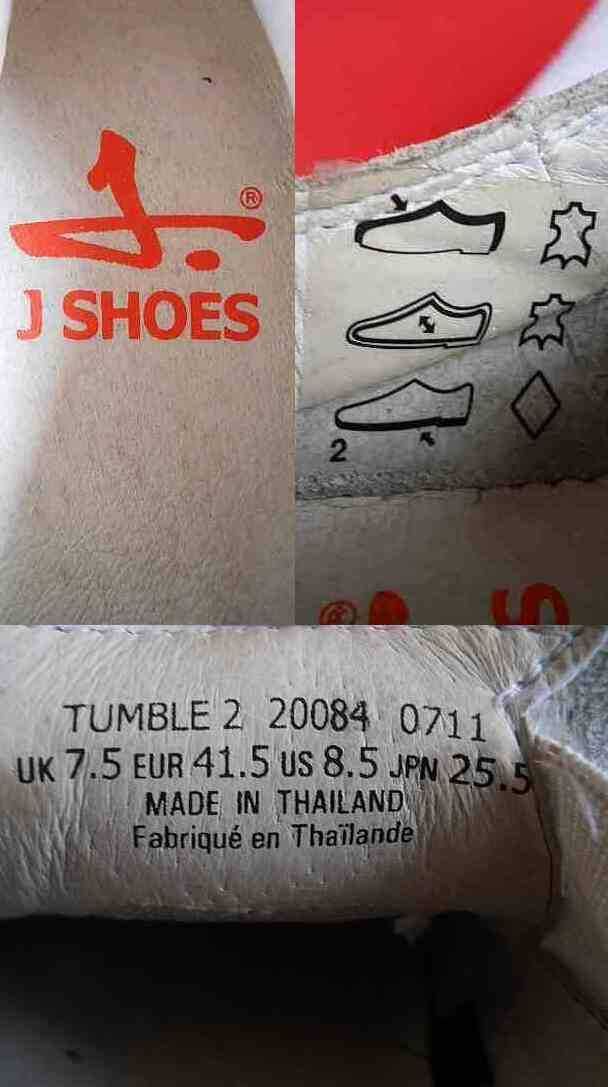 ®
J.
J SHOES
2
®
S
TUMBLE 2 20084 0711
UK 7.5 EUR 41.5 US 8.5 JPN 25.5
MADE IN THAILAND
Fabriqué en Thaïlande